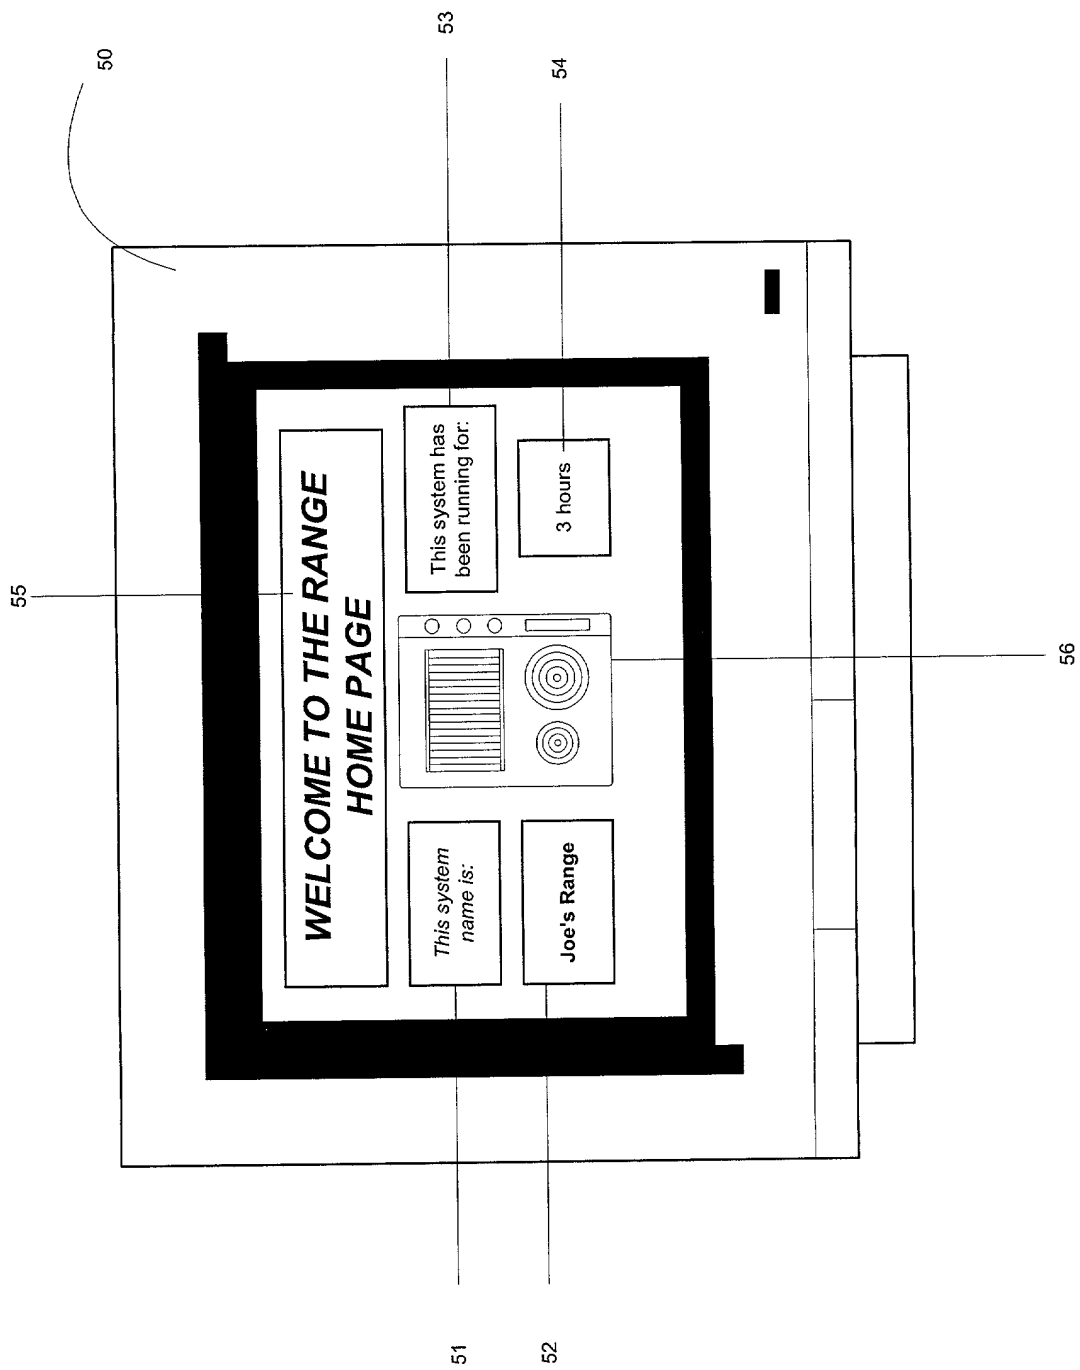 50
53
54
55
WELCOME TO THE RANGE
HOME PAGE
This system
name is:
This system has
been running for:
Joe's Range
3 hours
51
52
56